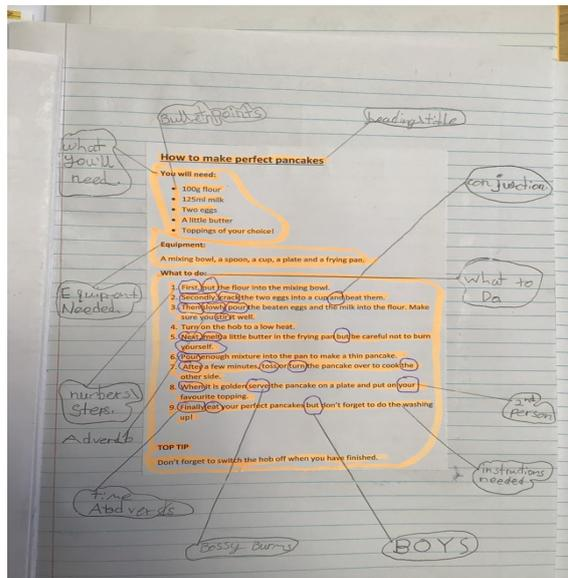 Bullet Points
heading title
what
you'll
need.
How to make perfect pancakes
You will need:
• 100g flour
• 125ml milk
• Two eggs
• A little butter
• Toppings of your choice!
conjuction
Equipment:
A mixing bowl, a spoon, a cup, a plate and a frying pan.
What to do:
what to
Do
Needed.
1. First, put the flour into the mixing bowl.
2. Secondly, crack the two eggs into a cup and beat them.
3. Then slowly pour the beaten eggs and the milk into the flour. Make
sure you stir it well.
4. Turn on the hob to a low heat.
5. Next, melt a little butter in the frying pan but be careful not to burn
yourself.
6. Pour enough mixture into the pan to make a thin pancake.
7. After a few minutes, toss or turn the pancake over to cook the
other side.
8. When it is golden serve the pancake on a plate and put on your
favourite topping.
9. Finally eat your perfect pancakes but don't forget to do the washing
up!
Steps.
2nd
Person
TOP TIP
Don't forget to switch the hob off when you have finished.
instructions
needed
time
Bossy
BOYS